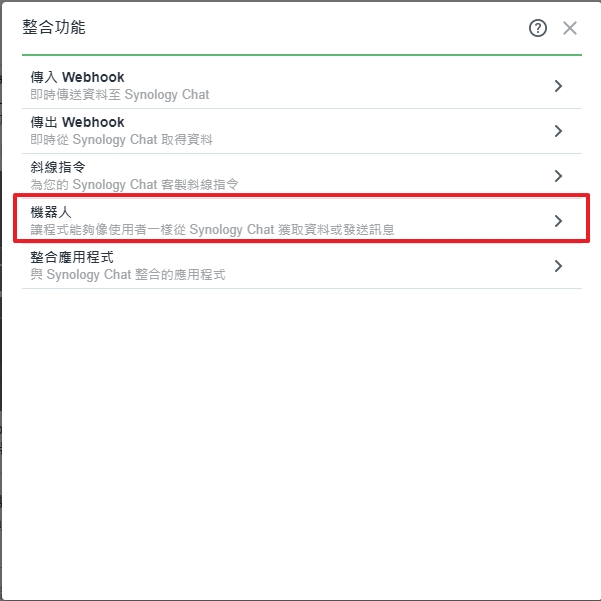 整合功能
傳入 Webhook
即時傳送資料至 Synology Chat
傳出 Webhook
即時從 Synology Chat 取得資料
斜線指令
為您的 Synology Chat 客製斜線指令
機器人
讓程式能夠像使用者一樣從 Synology Chat 獲取資料或發送訊息
整合應用程式
與 Synology Chat 整合的應用程式